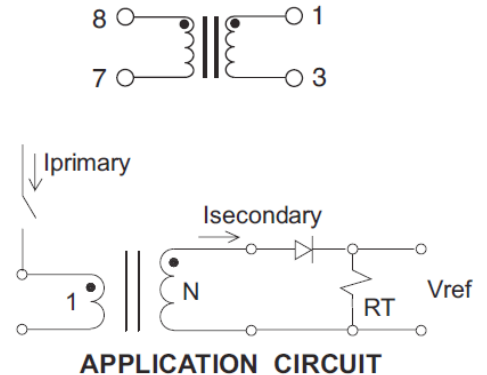 8 1
7 3
Iprimary
Isecondary
1 N RT Vref
APPLICATION CIRCUIT